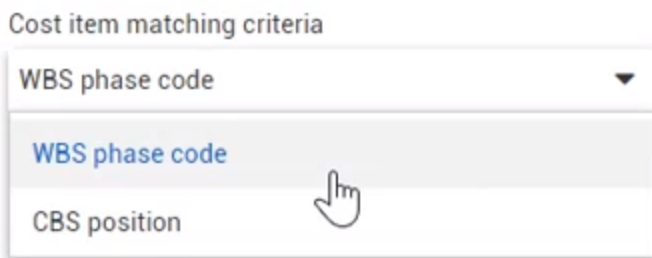 Cost item matching criteria
WBS phase code
WBS phase code
CBS position